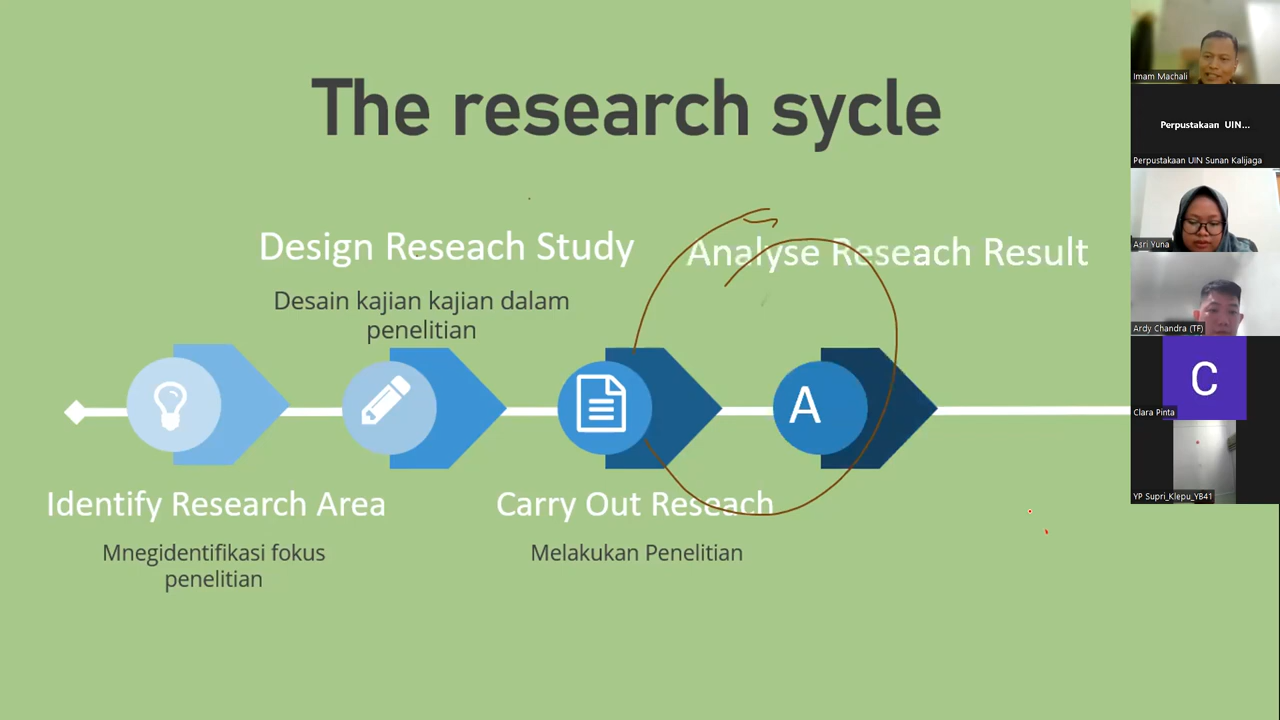 The research sycle
Design Reseach Study
Desain kajian kajian dalam
penelitian
Analyse Reseach Result
A
Identify Research Area
Mnegidentifikasi fokus
penelitian
Carry Out Reseach
Melakukan Penelitian
Imam Machali
Perpustakaan UIN...
Perpustakaan UIN Sunan Kalijaga
Asri Yuna
Ardy Chandra (TF)
C
Clara Pinta
YP Supri_Klepu_YB41